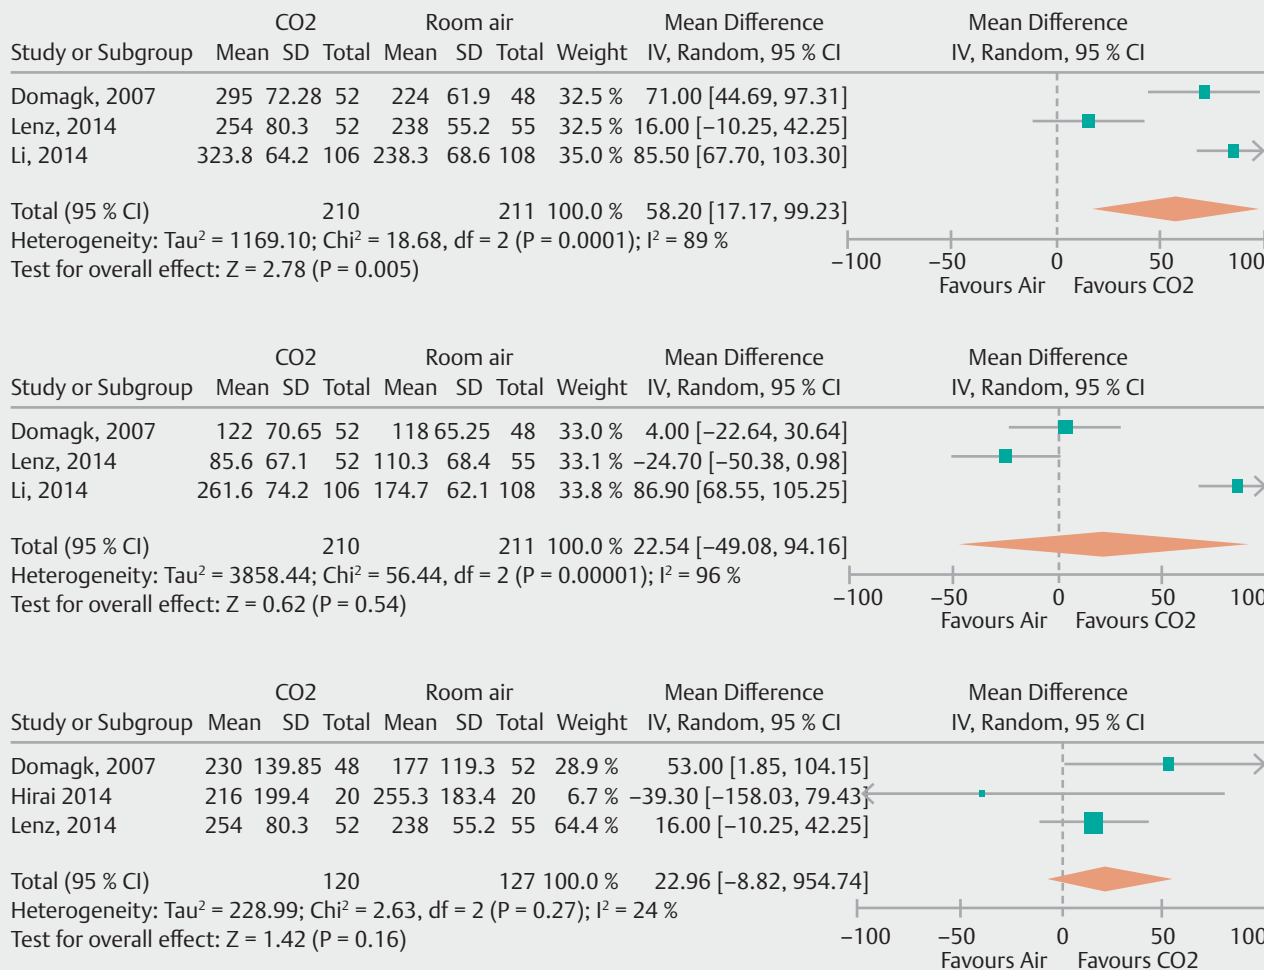 CO2 Room air Mean Difference Mean Difference
Study or Subgroup Mean SD Total Mean SD Total Weight IV, Random, 95 % CI IV, Random, 95 % CI
Domagk, 2007 295 72.28 52 224 61.9 48 32.5 % 71.00 [44.69, 97.31]
Lenz, 2014 254 80.3 52 238 55.2 55 32.5 % 16.00 [−10.25, 42.25]
Li, 2014 323.8 64.2 106 238.3 68.6 108 35.0 % 85.50 [67.70, 103.30]
Total (95 % CI) 210 211 100.0 % 58.20 [17.17, 99.23]
Heterogeneity: Tau² = 1169.10; Chi² = 18.68, df = 2 (P = 0.0001); I² = 89 %
Test for overall effect: Z = 2.78 (P = 0.005)
−100 −50 0 50 100
Favours Air Favours CO2
CO2 Room air Mean Difference Mean Difference
Study or Subgroup Mean SD Total Mean SD Total Weight IV, Random, 95 % CI IV, Random, 95 % CI
Domagk, 2007 122 70.65 52 118 65.25 48 33.0 % 4.00 [−22.64, 30.64]
Lenz, 2014 85.6 67.1 52 110.3 68.4 55 33.1 % −24.70 [−50.38, 0.98]
Li, 2014 261.6 74.2 106 174.7 62.1 108 33.8 % 86.90 [68.55, 105.25]
Total (95 % CI) 210 211 100.0 % 22.54 [−49.08, 94.16]
Heterogeneity: Tau² = 3858.44; Chi² = 56.44, df = 2 (P = 0.00001); I² = 96 %
Test for overall effect: Z = 0.62 (P = 0.54)
−100 −50 0 50 100
Favours Air Favours CO2
CO2 Room air Mean Difference Mean Difference
Study or Subgroup Mean SD Total Mean SD Total Weight IV, Random, 95 % CI IV, Random, 95 % CI
Domagk, 2007 230 139.85 48 177 119.3 52 28.9 % 53.00 [1.85, 104.15]
Hirai 2014 216 199.4 20 255.3 183.4 20 6.7 % −39.30 [−158.03, 79.43]
Lenz, 2014 254 80.3 52 238 55.2 55 64.4 % 16.00 [−10.25, 42.25]
Total (95 % CI) 120 127 100.0 % 22.96 [−8.82, 954.74]
Heterogeneity: Tau² = 228.99; Chi² = 2.63, df = 2 (P = 0.27); I² = 24 %
Test for overall effect: Z = 1.42 (P = 0.16)
−100 −50 0 50 100
Favours Air Favours CO2